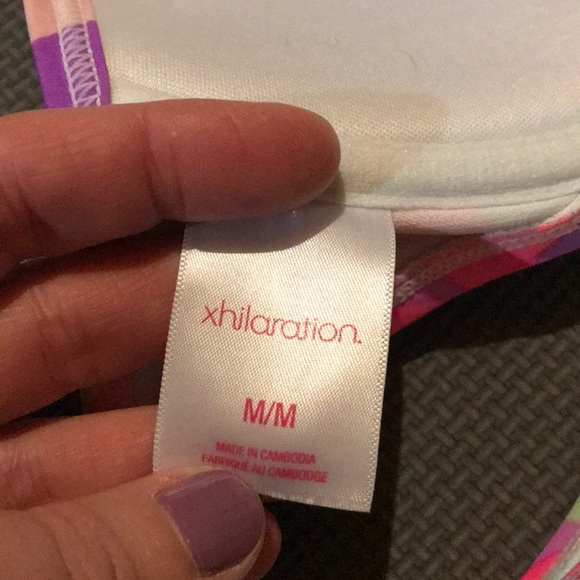 xhilaration.
M/M
MADE IN CAMBODIA
FABRIQUÉ AU CAMBODGE